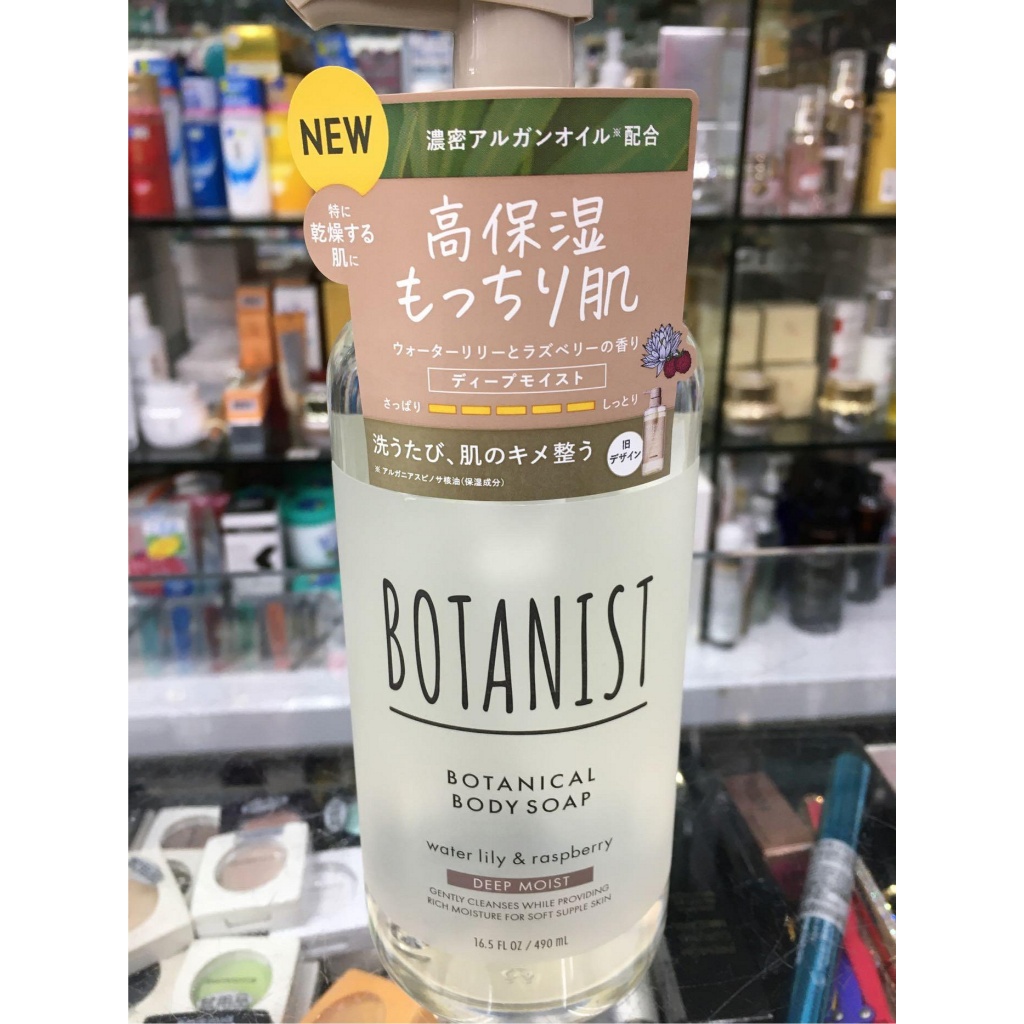 NEW
濃密アルガンオイル※配合
特に
乾燥する
肌に
高保湿
もっちり肌
ウォーターリリーとラズベリーの香り
ディープモイスト
さっぱり しっとり
洗うたび、肌のキメ整う
旧
デザイン
※ アルガニアスピノサ核油(保湿成分)
BOTANIST
BOTANICAL
BODY SOAP
water lily & raspberry
DEEP MOIST
GENTLY CLEANSES WHILE PROVIDING
RICH MOISTURE FOR SOFT SUPPLE SKIN
16.5 FL OZ / 490 mL
試用品